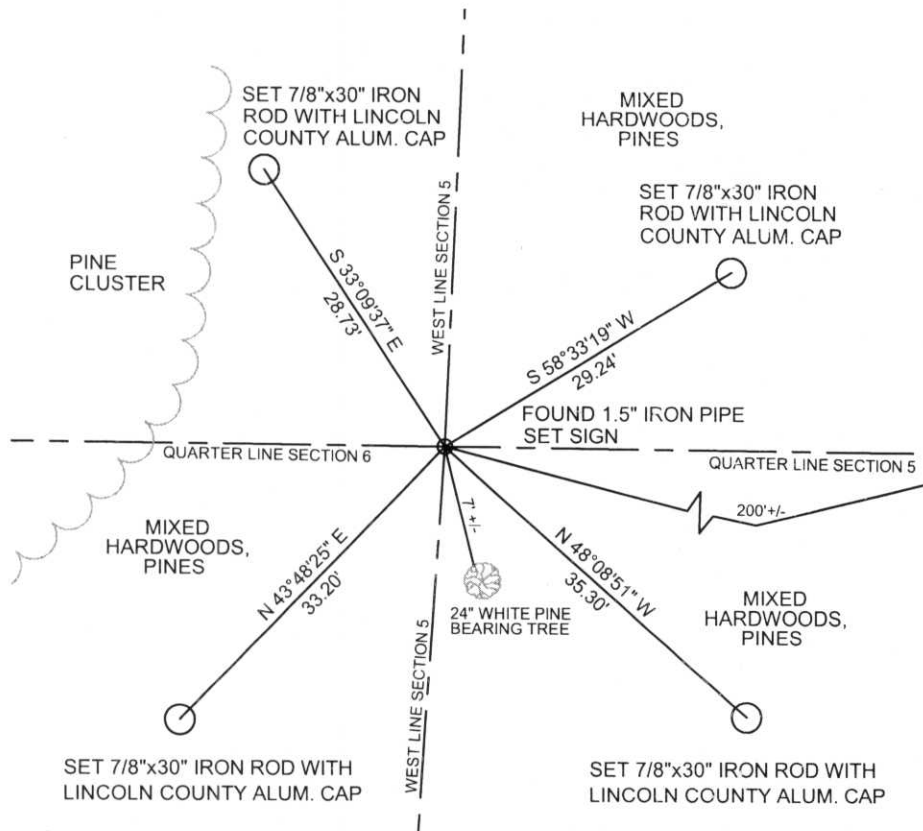 SET 7/8"x30" IRON
ROD WITH LINCOLN
COUNTY ALUM. CAP
MIXED
HARDWOODS,
PINES
SET 7/8"x30" IRON
ROD WITH LINCOLN
COUNTY ALUM. CAP
PINE
CLUSTER
S 33°09'37" E
28.73'
WEST LINE SECTION 5
S 58°33'19" W
29.24'
FOUND 1.5" IRON PIPE
SET SIGN
QUARTER LINE SECTION 6
QUARTER LINE SECTION 5
7' +/-
200'+/-
MIXED
HARDWOODS,
PINES
N 43°48'25" E
33.20'
N 48°08'51" W
35.30'
24" WHITE PINE
BEARING TREE
MIXED
HARDWOODS,
PINES
WEST LINE SECTION 5
SET 7/8"x30" IRON ROD WITH
LINCOLN COUNTY ALUM. CAP
SET 7/8"x30" IRON ROD WITH
LINCOLN COUNTY ALUM. CAP